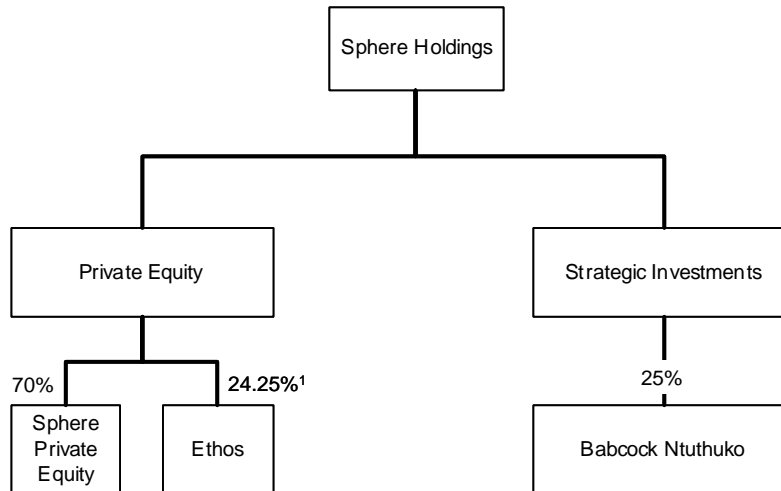 Sphere Holdings
Private Equity
Strategic Investments
70%
24.25%¹
25%
Sphere
Private
Equity
Ethos
Babcock Ntuthuko